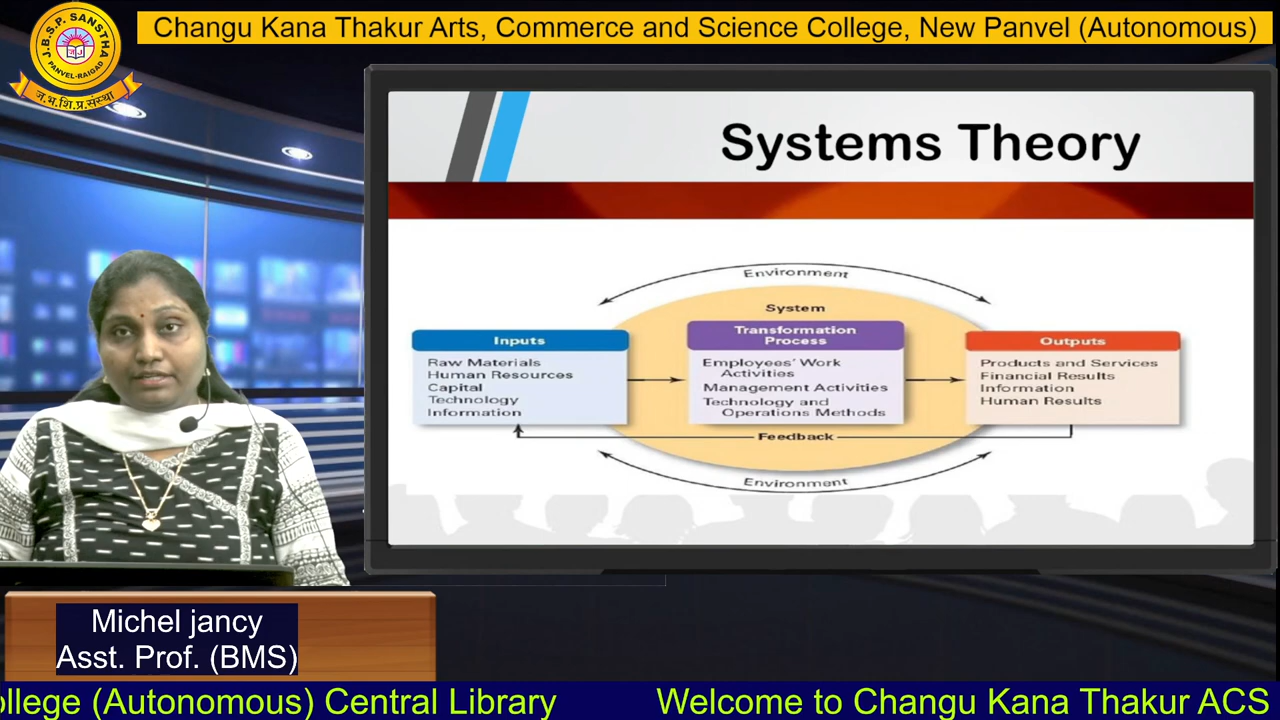 Changu Kana Thakur Arts, Commerce and Science College, New Panvel (Autonomous)
J.B.S.P. SANSTHA
PANVEL-RAIGAD
ज.भ.शि.प्र.संस्था
Systems Theory
Environment
System
Inputs
Raw Materials
Human Resources
Capital
Technology
Information
Transformation
Process
Employees' Work
Activities
Management Activities
Technology and
Operations Methods
Outputs
Products and Services
Financial Results
Information
Human Results
Feedback
Environment
Michel jancy
Asst. Prof. (BMS)
ollege (Autonomous) Central Library
Welcome to Changu Kana Thakur ACS